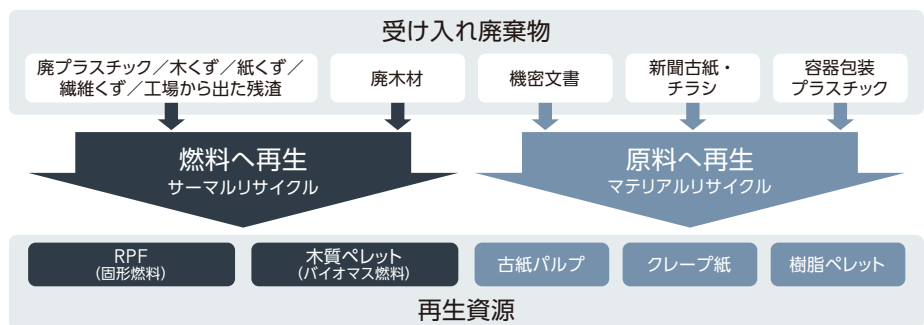 受け入れ廃棄物
廃プラスチック／木くず／紙くず／
繊維くず／工場から出た残渣
廃木材
機密文書
新聞古紙・
チラシ
容器包装
プラスチック
燃料へ再生
サーマルリサイクル
原料へ再生
マテリアルリサイクル
RPF
(固形燃料)
木質ペレット
(バイオマス燃料)
古紙パルプ
クレープ紙
樹脂ペレット
再生資源